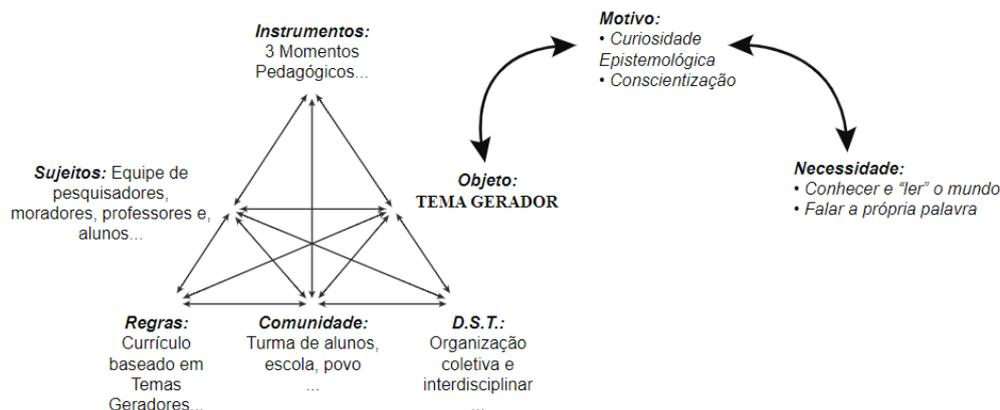 Instrumentos:
3 Momentos
Pedagógicos...
Motivo:
• Curiosidade
Epistemológica
• Conscientização
Sujeitos: Equipe de
pesquisadores,
moradores, professores e,
alunos...
Objeto:
TEMA GERADOR
Necessidade:
• Conhecer e “ler” o mundo
• Falar a própria palavra
Regras:
Currículo
baseado em
Temas
Geradores...
Comunidade:
Turma de alunos,
escola, povo
...
D.S.T.:
Organização
coletiva e
interdisciplinar
...